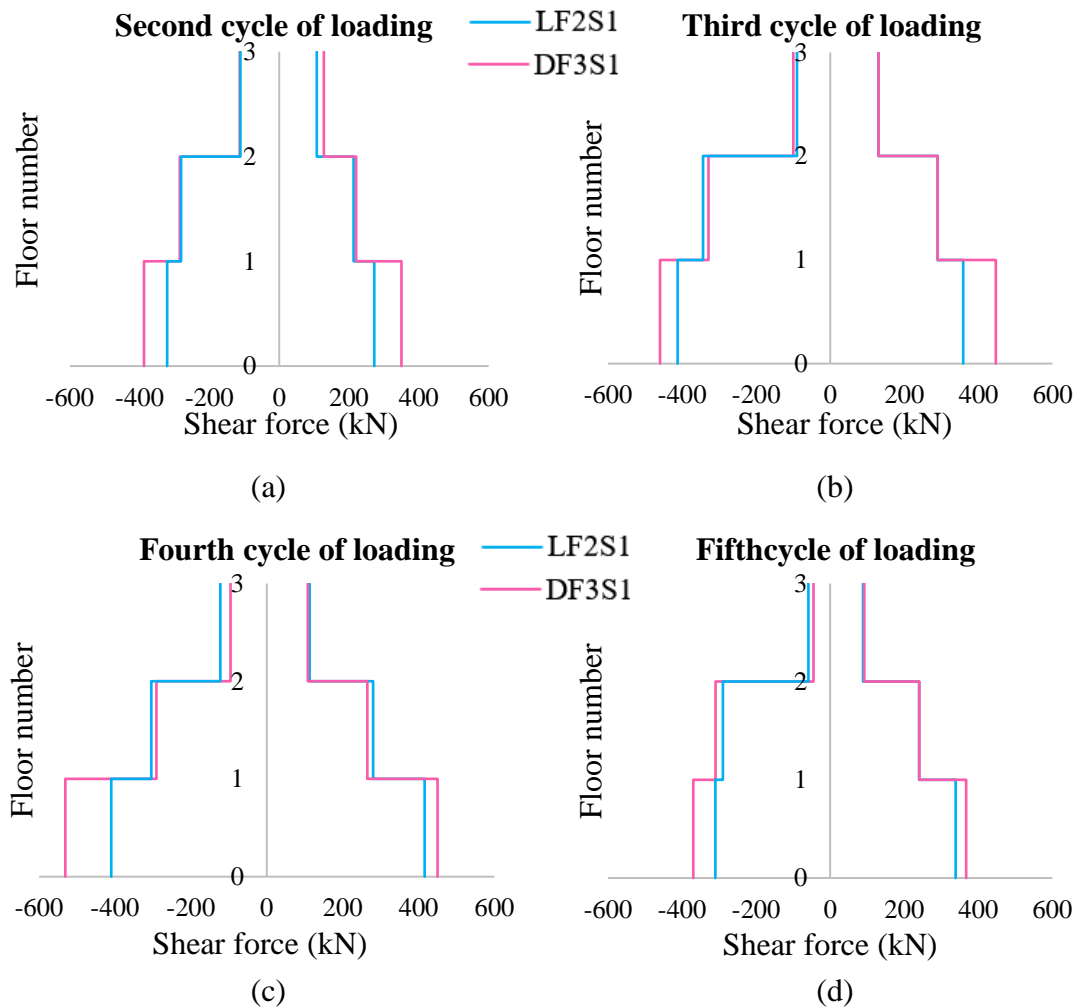 Second cycle of loading
LF2S1
DF3S1
Third cycle of loading
Floor number
3
2
1
0
-600 -400 -200 0 200 400 600
Shear force (kN)
(a)
Floor number
3
2
1
0
-600 -400 -200 0 200 400 600
Shear force (kN)
(b)
Fourth cycle of loading
LF2S1
DF3S1
Fifthcycle of loading
Floor number
3
2
1
0
-600 -400 -200 0 200 400 600
Shear force (kN)
(c)
Floor number
3
2
1
0
-600 -400 -200 0 200 400 600
Shear force (kN)
(d)